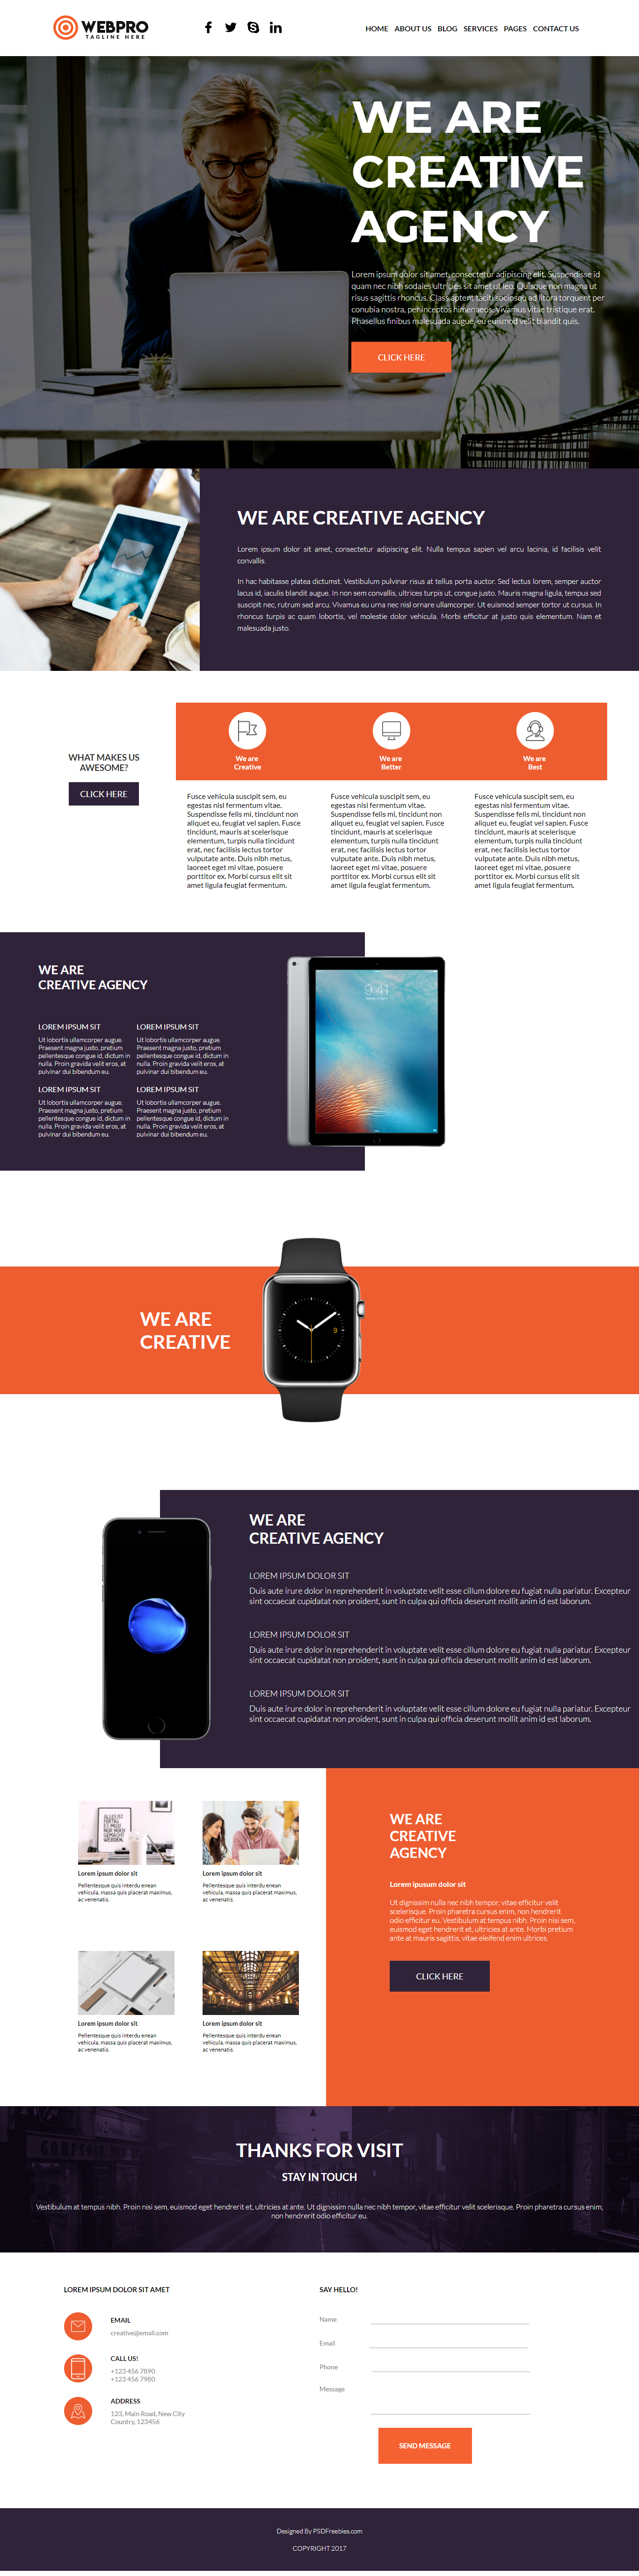 WEBPRO
TAGLINE HERE
HOME ABOUT US BLOG SERVICES PAGES CONTACT US
WE ARE
CREATIVE
AGENCY
Lorem ipsum dolor sit amet, consectetur adipiscing elit. Suspendisse id
quam nec nibh sodales ultricies sit amet ut leo. Quisque non magna ut
risus sagittis rhoncus. Class aptent taciti sociosqu ad litora torquent per
conubia nostra, per inceptos himenaeos. Vivamus vitae tristique erat.
Phasellus finibus malesuada augue, eu euismod velit blandit quis.
CLICK HERE
WE ARE CREATIVE AGENCY
Lorem ipsum dolor sit amet, consectetur adipiscing elit. Nulla tempus sapien vel arcu lacinia, id facilisis velit
convallis.
In hac habitasse platea dictumst. Vestibulum pulvinar risus at tellus porta auctor. Sed lectus lorem, semper auctor
lacus id, iaculis blandit augue. In non sem convallis, ultrices turpis ut, congue justo. Mauris magna ligula, tempus sed
suscipit nec, rutrum sed arcu. Vivamus eu urna nec nisl ornare ullamcorper. Ut euismod semper tortor ut cursus. In
rhoncus turpis ac quam lobortis, vel molestie dolor vehicula. Morbi efficitur at justo quis elementum. Nam et
malesuada justo.
WHAT MAKES US
AWESOME?
CLICK HERE
We are
Creative
Fusce vehicula suscipit sem, eu
egestas nisl fermentum vitae.
Suspendisse felis mi, tincidunt non
aliquet eu, feugiat vel sapien. Fusce
tincidunt, mauris at scelerisque
elementum, turpis nulla tincidunt
erat, nec facilisis lectus tortor
vulputate ante. Duis nibh metus,
laoreet eget mi vitae, posuere
porttitor ex. Morbi cursus elit sit
amet ligula feugiat fermentum.
We are
Better
Fusce vehicula suscipit sem, eu
egestas nisl fermentum vitae.
Suspendisse felis mi, tincidunt non
aliquet eu, feugiat vel sapien. Fusce
tincidunt, mauris at scelerisque
elementum, turpis nulla tincidunt
erat, nec facilisis lectus tortor
vulputate ante. Duis nibh metus,
laoreet eget mi vitae, posuere
porttitor ex. Morbi cursus elit sit
amet ligula feugiat fermentum.
We are
Best
Fusce vehicula suscipit sem, eu
egestas nisl fermentum vitae.
Suspendisse felis mi, tincidunt non
aliquet eu, feugiat vel sapien. Fusce
tincidunt, mauris at scelerisque
elementum, turpis nulla tincidunt
erat, nec facilisis lectus tortor
vulputate ante. Duis nibh metus,
laoreet eget mi vitae, posuere
porttitor ex. Morbi cursus elit sit
amet ligula feugiat fermentum.
WE ARE
CREATIVE AGENCY
LOREM IPSUM SIT
Ut lobortis ullamcorper augue.
Praesent magna justo, pretium
pellentesque congue id, dictum in
nulla. Proin gravida velit eros, at
pulvinar dui bibendum eu.
LOREM IPSUM SIT
Ut lobortis ullamcorper augue.
Praesent magna justo, pretium
pellentesque congue id, dictum in
nulla. Proin gravida velit eros, at
pulvinar dui bibendum eu.
LOREM IPSUM SIT
Ut lobortis ullamcorper augue.
Praesent magna justo, pretium
pellentesque congue id, dictum in
nulla. Proin gravida velit eros, at
pulvinar dui bibendum eu.
LOREM IPSUM SIT
Ut lobortis ullamcorper augue.
Praesent magna justo, pretium
pellentesque congue id, dictum in
nulla. Proin gravida velit eros, at
pulvinar dui bibendum eu.
9:41
WE ARE
CREATIVE
9
WE ARE
CREATIVE AGENCY
LOREM IPSUM DOLOR SIT
Duis aute irure dolor in reprehenderit in voluptate velit esse cillum dolore eu fugiat nulla pariatur. Excepteur
sint occaecat cupidatat non proident, sunt in culpa qui officia deserunt mollit anim id est laborum.
LOREM IPSUM DOLOR SIT
Duis aute irure dolor in reprehenderit in voluptate velit esse cillum dolore eu fugiat nulla pariatur. Excepteur
sint occaecat cupidatat non proident, sunt in culpa qui officia deserunt mollit anim id est laborum.
LOREM IPSUM DOLOR SIT
Duis aute irure dolor in reprehenderit in voluptate velit esse cillum dolore eu fugiat nulla pariatur. Excepteur
sint occaecat cupidatat non proident, sunt in culpa qui officia deserunt mollit anim id est laborum.
ALLES IST
FERTIG.
ES MUSS
NUR NOCH
GEMACHT
WERDEN.
Lorem ipsum dolor sit
Pellentesque quis interdu enean
vehicula, massa quis placerat maximus,
ac venenatis.
Lorem ipsum dolor sit
Pellentesque quis interdu enean
vehicula, massa quis placerat maximus,
ac venenatis.
Lorem ipsum dolor sit
Pellentesque quis interdu enean
vehicula, massa quis placerat maximus,
ac venenatis.
Lorem ipsum dolor sit
Pellentesque quis interdu enean
vehicula, massa quis placerat maximus,
ac venenatis.
WE ARE
CREATIVE
AGENCY
Lorem ipusum dolor sit
Ut dignissim nulla nec nibh tempor, vitae efficitur velit
scelerisque. Proin pharetra cursus enim, non hendrerit
odio efficitur eu. Vestibulum at tempus nibh. Proin nisi sem,
euismod eget hendrerit et, ultricies at ante. Morbi pretium
ante at mauris sagittis, vitae eleifend enim ultrices.
CLICK HERE
THANKS FOR VISIT
STAY IN TOUCH
Vestibulum at tempus nibh. Proin nisi sem, euismod eget hendrerit et, ultricies at ante. Ut dignissim nulla nec nibh tempor, vitae efficitur velit scelerisque. Proin pharetra cursus enim,
non hendrerit odio efficitur eu.
LOREM IPSUM DOLOR SIT AMET
EMAIL
creative@email.com
CALL US!
+123 456 7890
+123 456 7980
ADDRESS
123, Main Road, New City
Country, 123456
SAY HELLO!
Name
Email
Phone
Message
SEND MESSAGE
Designed By PSDFreebies.com
COPYRIGHT 2017